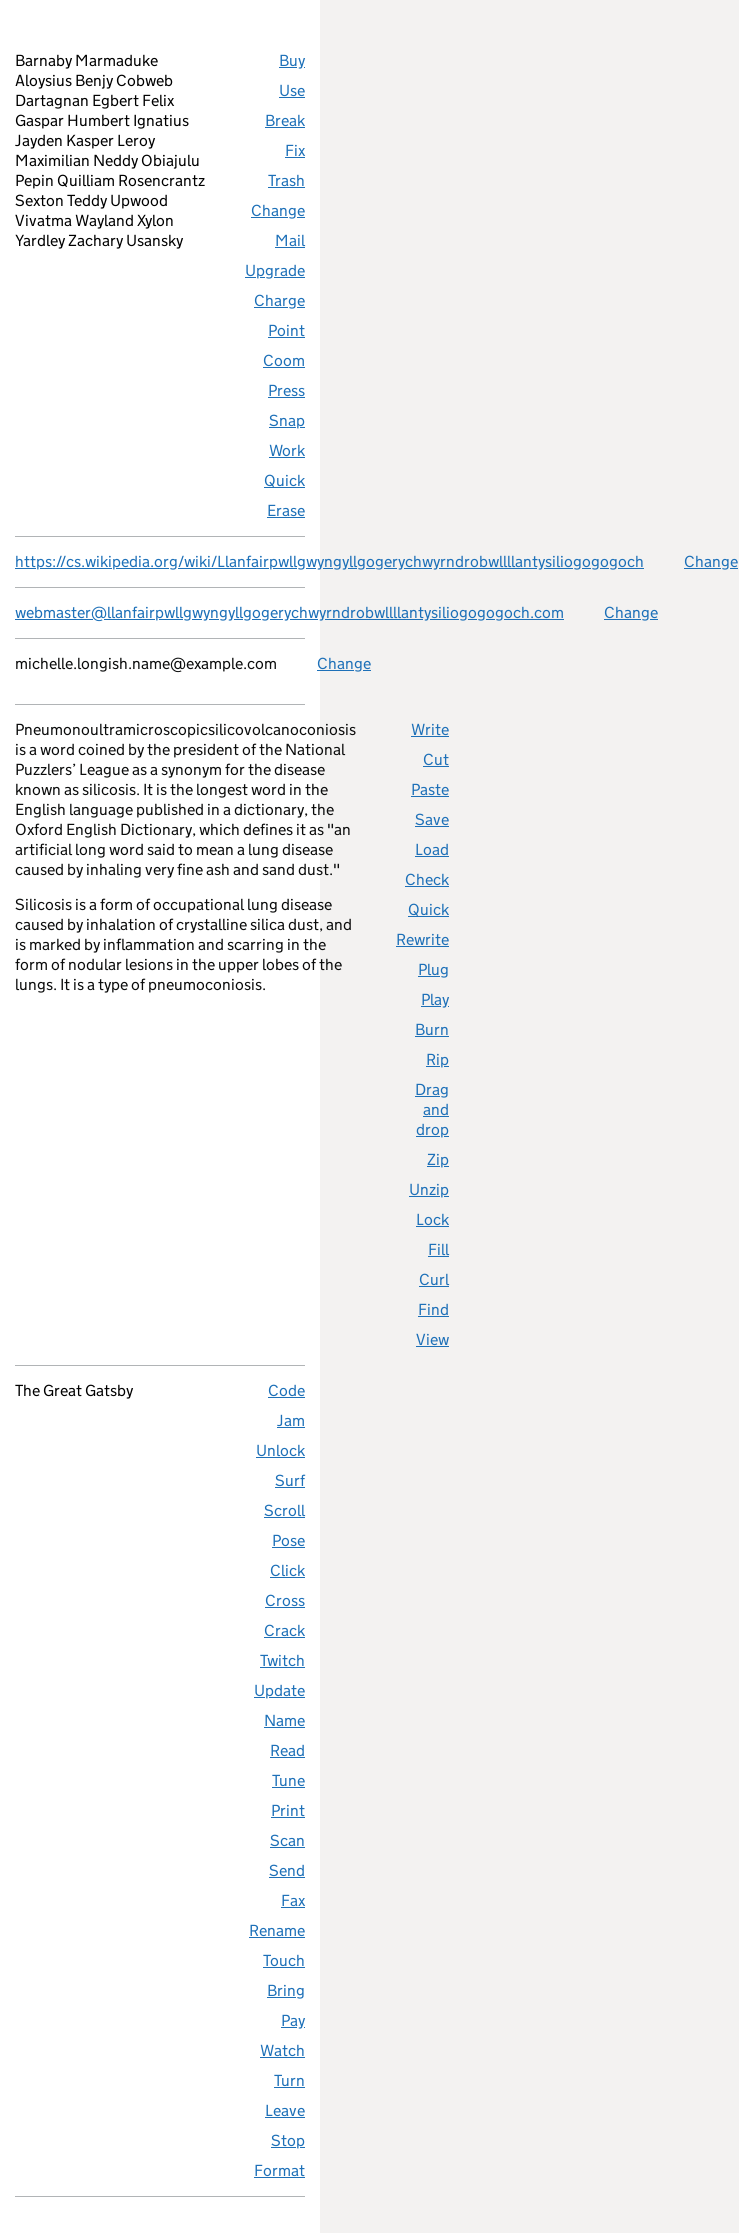 Barnaby Marmaduke
Aloysius Benjy Cobweb
Dartagnan Egbert Felix
Gaspar Humbert Ignatius
Jayden Kasper Leroy
Maximilian Neddy Obiajulu
Pepin Quilliam Rosencrantz
Sexton Teddy Upwood
Vivatma Wayland Xylon
Yardley Zachary Usansky
Buy
Use
Break
Fix
Trash
Change
Mail
Upgrade
Charge
Point
Coom
Press
Snap
Work
Quick
Erase
https://cs.wikipedia.org/wiki/Llanfairpwllgwyngyllgogerychwyrndrobwllllantysiliogogogoch Change
webmaster@llanfairpwllgwyngyllgogerychwyrndrobwllllantysiliogogogoch.com Change
michelle.longish.name@example.com Change
Pneumonoultramicroscopicsilicovolcanoconiosis
is a word coined by the president of the National
Puzzlers’ League as a synonym for the disease
known as silicosis. It is the longest word in the
English language published in a dictionary, the
Oxford English Dictionary, which defines it as "an
artificial long word said to mean a lung disease
caused by inhaling very fine ash and sand dust."
Silicosis is a form of occupational lung disease
caused by inhalation of crystalline silica dust, and
is marked by inflammation and scarring in the
form of nodular lesions in the upper lobes of the
lungs. It is a type of pneumoconiosis.
Write
Cut
Paste
Save
Load
Check
Quick
Rewrite
Plug
Play
Burn
Rip
Drag
and
drop
Zip
Unzip
Lock
Fill
Curl
Find
View
The Great Gatsby
Code
Jam
Unlock
Surf
Scroll
Pose
Click
Cross
Crack
Twitch
Update
Name
Read
Tune
Print
Scan
Send
Fax
Rename
Touch
Bring
Pay
Watch
Turn
Leave
Stop
Format